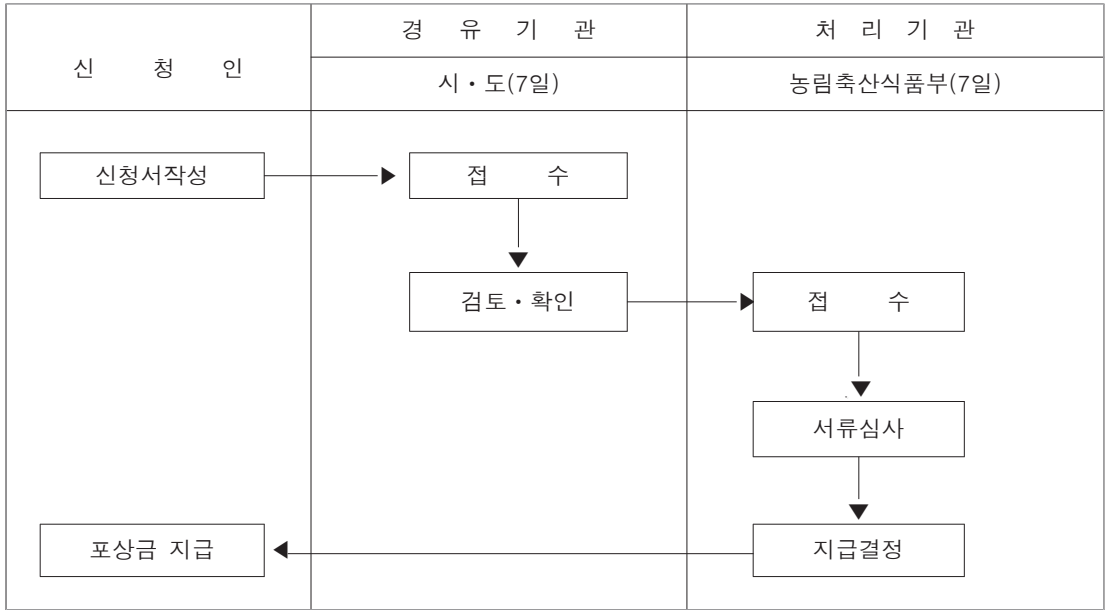 경 유 기 관
처 리 기 관
신 청 인
시·도(7일)
농림축산식품부(7일)
신청서작성
접 수
검토·확인
접 수
서류심사
포상금 지급
지급결정